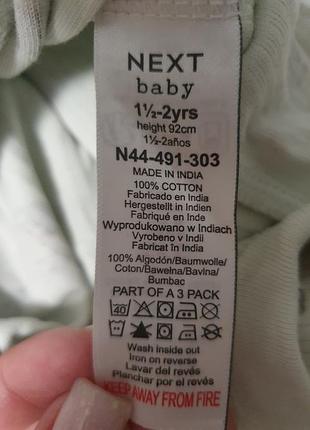 NEXT
baby
1½-2yrs
height 92cm
1½-2años
N44-491-303
MADE IN INDIA
100% COTTON
Fabricado en India
Hergestellt in Indien
Fabriqué en Inde
Wyprodukowano w Indiach
Vyrobeno v Indii
Fabricat în India
100% Algodón/Baumwolle/
Coton/Bawełna/Bavlna/
Bumbac
PART OF A 3 PACK
40
Wash inside out
Iron on reverse
Lavar del revés
Planchar por el revés
KEEP AWAY FROM FIRE